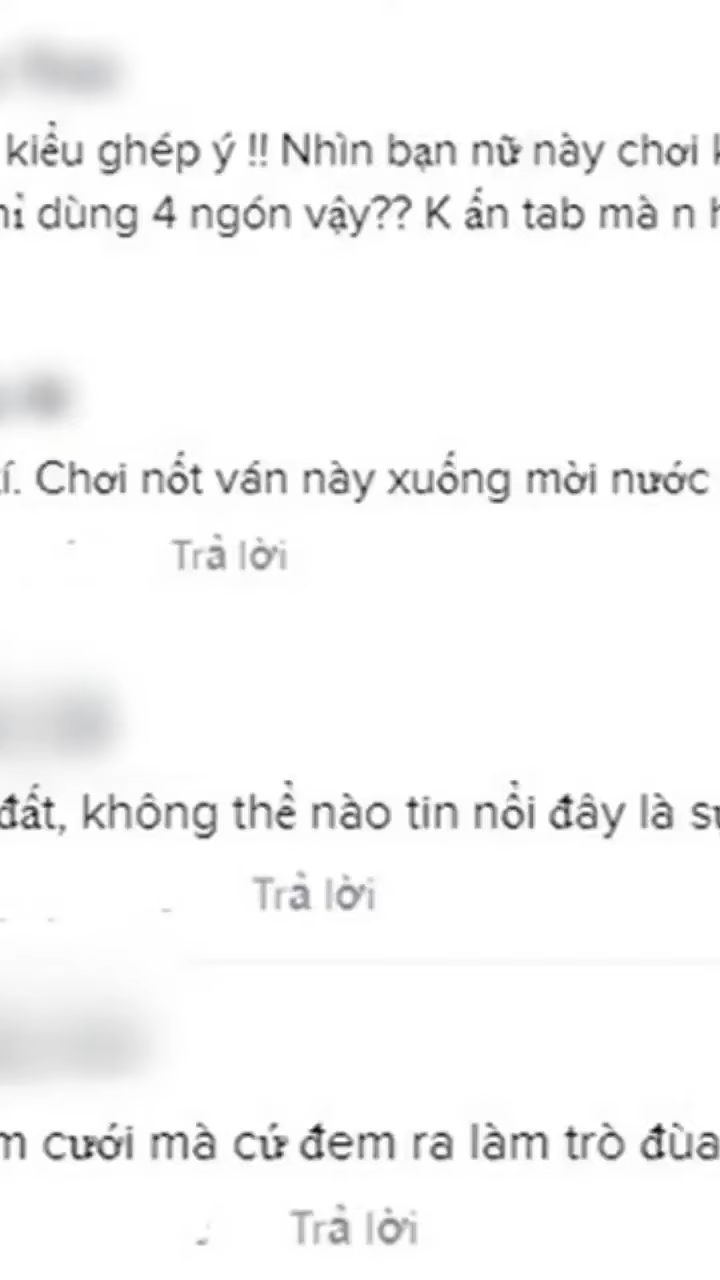 kiểu ghép ý !! Nhìn bạn nữ này chơi
dùng 4 ngón vậy?? K ấn tab mà n
Chơi nốt ván này xuống mời nước
Trả lời
đất, không thể nào tin nổi đây là
Trả lời
cưới mà cứ đem ra làm trò đùa
Trả lời